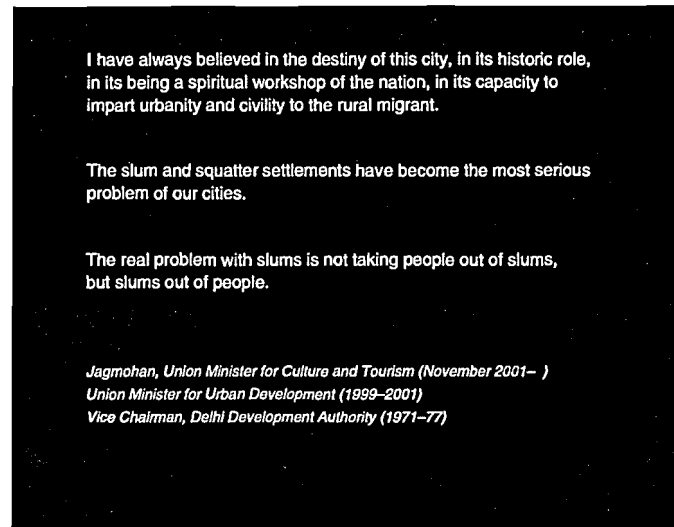 I have always believed in the destiny of this city, in its historic role,
in its being a spiritual workshop of the nation, in its capacity to
impart urbanity and civility to the rural migrant.
The slum and squatter settlements have become the most serious
problem of our cities.
The real problem with slums is not taking people out of slums,
but slums out of people.
Jagmohan, Union Minister for Culture and Tourism (November 2001– )
Union Minister for Urban Development (1999–2001)
Vice Chairman, Delhi Development Authority (1971–77)